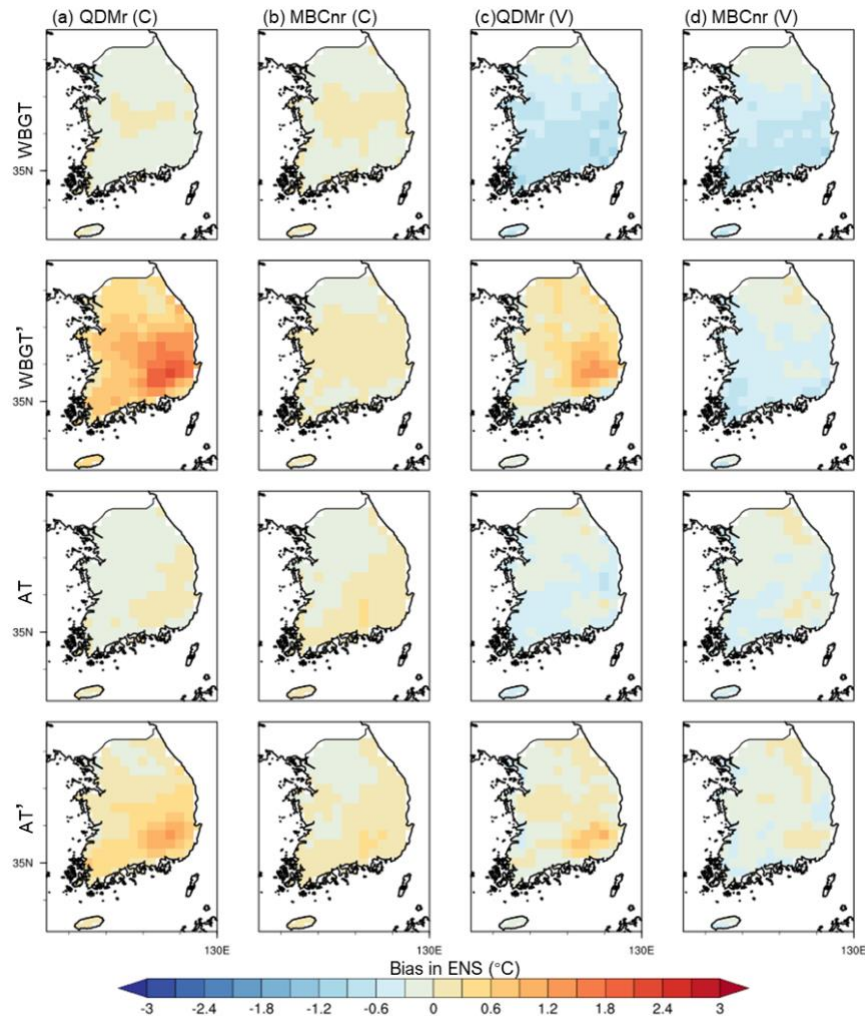 (a) QDMr (C) (b) MBCnr (C) (c)QDMr (V) (d) MBCnr (V)
WBGT
35N
WBGT’
35N
AT
35N
AT’
35N
130E 130E 130E 130E
Bias in ENS (°C)
-3 -2.4 -1.8 -1.2 -0.6 0 0.6 1.2 1.8 2.4 3